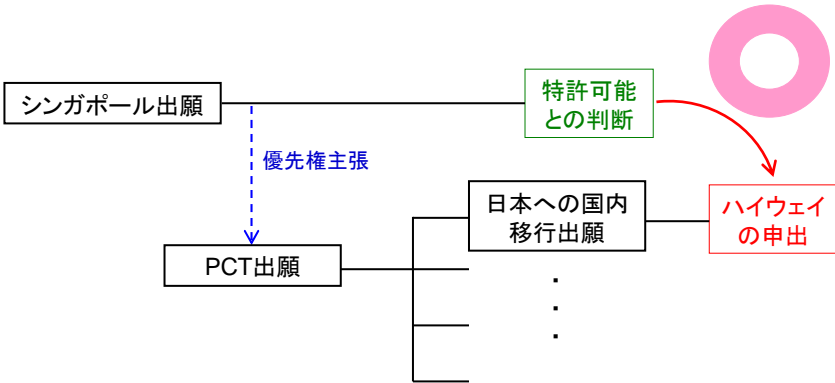 シンガポール出願
特許可能
との判断
優先権主張
日本への国内
移行出願
ハイウェイ
の申出
PCT出願
・
・
・